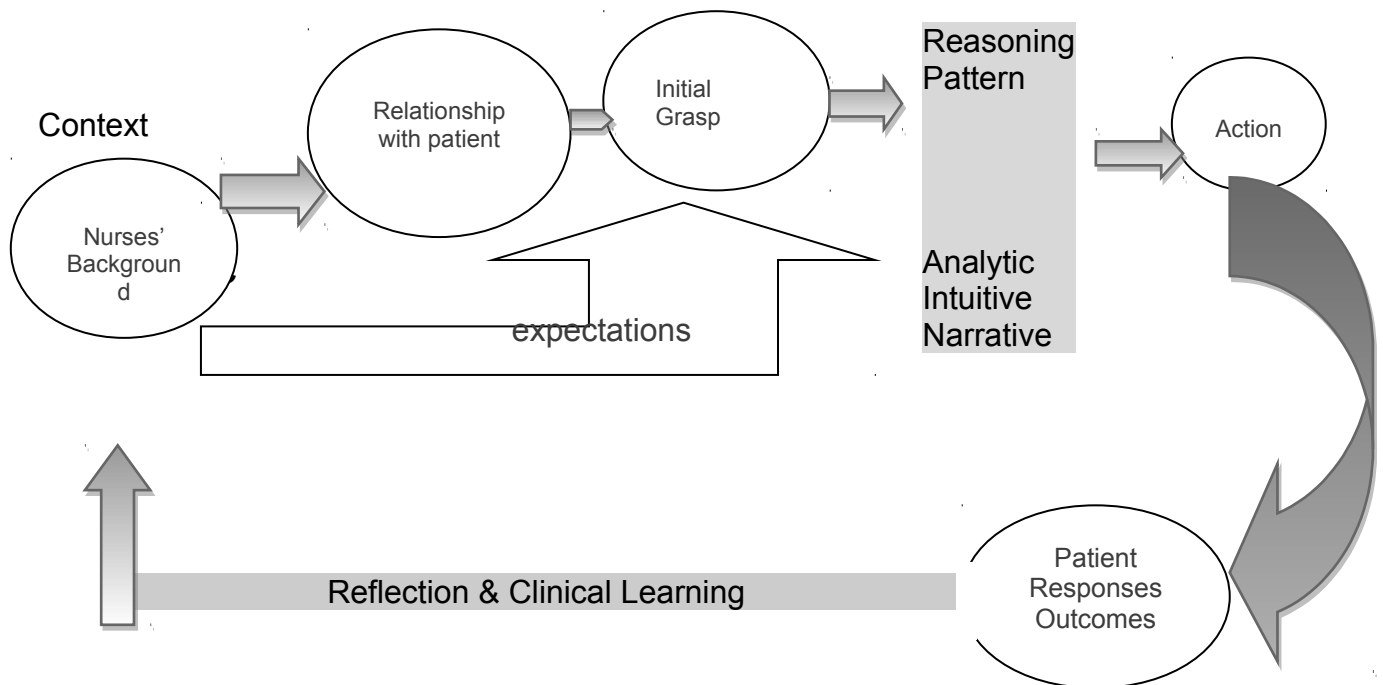 Context
Nurses’
Backgroun
d
Relationship
with patient
Initial
Grasp
expectations
Reasoning
Pattern
Analytic
Intuitive
Narrative
Action
Patient
Responses
Outcomes
Reflection & Clinical Learning